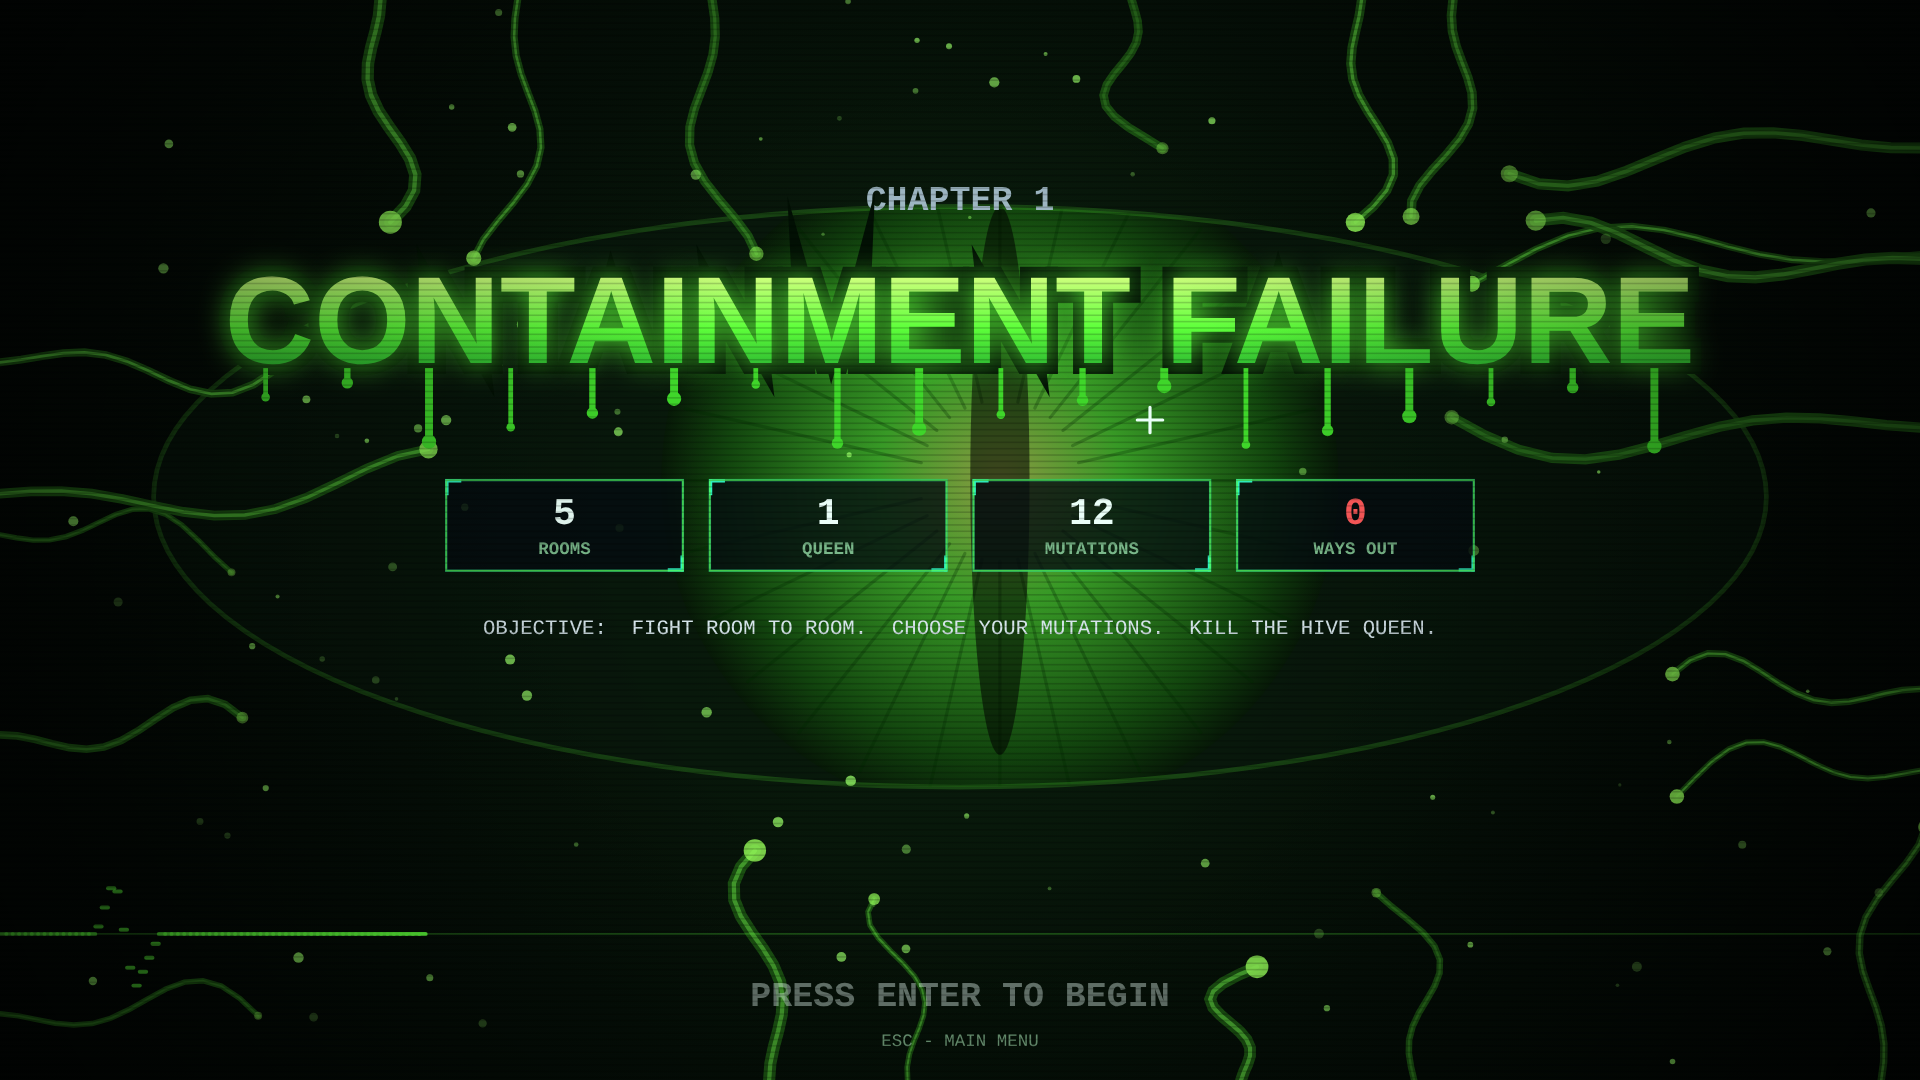 CHAPTER 1
CONTAINMENT FAILURE
5 1 12 0
ROOMS QUEEN MUTATIONS WAYS OUT
OBJECTIVE: FIGHT ROOM TO ROOM. CHOOSE YOUR MUTATIONS. KILL THE HIVE QUEEN.
PRESS ENTER TO BEGIN
ESC - MAIN MENU